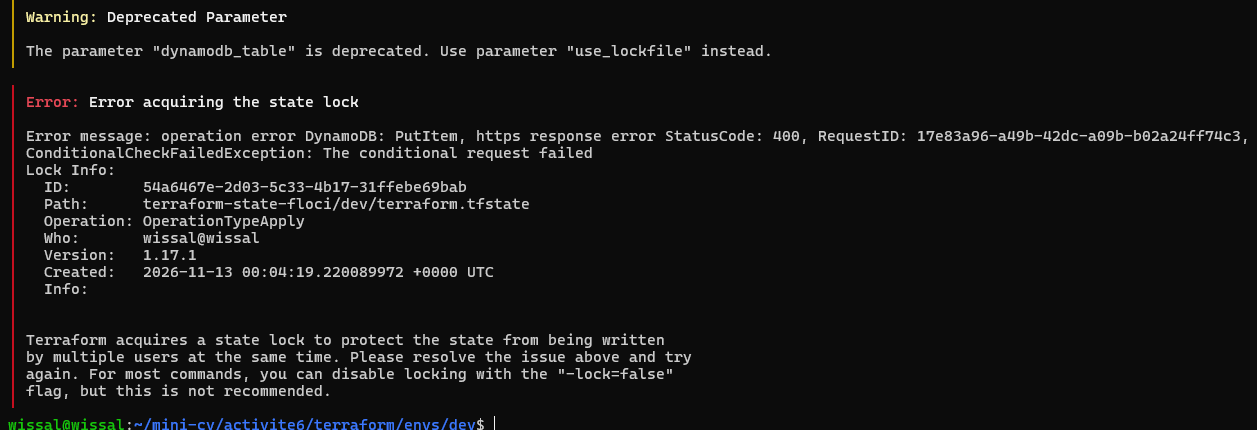 Warning: Deprecated Parameter
The parameter "dynamodb_table" is deprecated. Use parameter "use_lockfile" instead.
Error: Error acquiring the state lock
Error message: operation error DynamoDB: PutItem, https response error StatusCode: 400, RequestID: 17e83a96-a49b-42dc-a09b-b02a24ff74c3,
ConditionalCheckFailedException: The conditional request failed
Lock Info:
  ID:        54a6467e-2d03-5c33-4b17-31ffebe69bab
  Path:      terraform-state-floci/dev/terraform.tfstate
  Operation: OperationTypeApply
  Who:       wissal@wissal
  Version:   1.17.1
  Created:   2026-11-13 00:04:19.220089972 +0000 UTC
  Info:
Terraform acquires a state lock to protect the state from being written
by multiple users at the same time. Please resolve the issue above and try
again. For most commands, you can disable locking with the "-lock=false"
flag, but this is not recommended.
wissal@wissal:~/mini-cv/activite6/terraform/envs/dev$